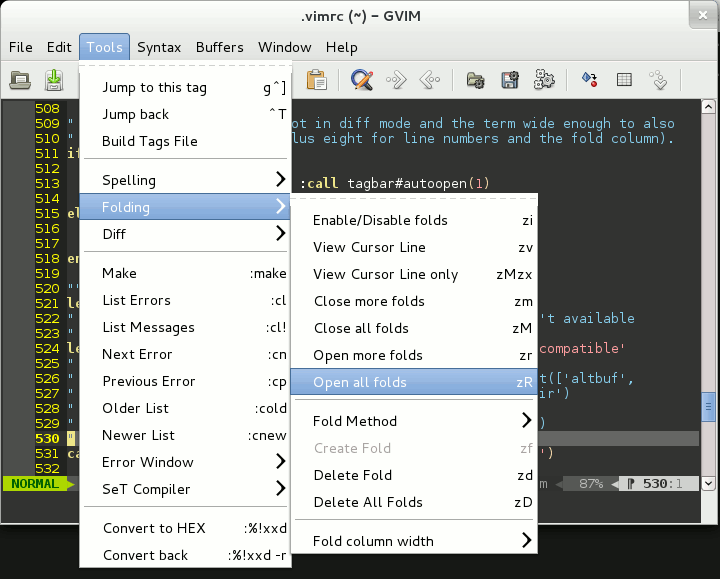 .vimrc (~) – GVIM
File Edit Tools Syntax Buffers Window Help
Jump to this tag g^]
Jump back ^T
Build Tags File
Spelling
Folding
Diff
Make :make
List Errors :cl
List Messages :cl!
Next Error :cn
Previous Error :cp
Older List :cold
Newer List :cnew
Error Window
SeT Compiler
Convert to HEX :%!xxd
Convert back :%!xxd -r
Enable/Disable folds zi
View Cursor Line zv
View Cursor Line only zMzx
Close more folds zm
Close all folds zM
Open more folds zr
Open all folds zR
Fold Method
Create Fold zf
Delete Fold zd
Delete All Folds zD
Fold column width
508
509 " ot in diff mode and the term wide enough to also
510 " lus eight for line numbers and the fold column).
511 if
512
513 :call tagbar#autoopen(1)
514
515 el
516
517
518 en
519
520 ""
521 le
522 " 't available
523 "
524 le compatible'
525
526 " t(['altbuf',
527 " ir')
528 "
529 " )
530 "
531 ca ')
532
NORMAL m 87% 530:1